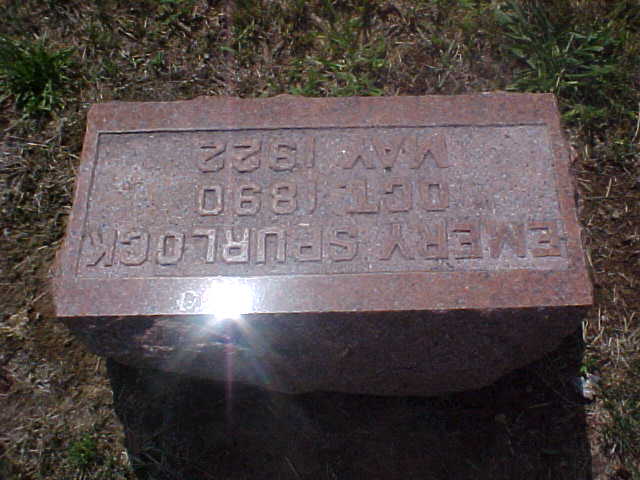 EMERY SPURLOCK
OCT. 1890
MAY 1922